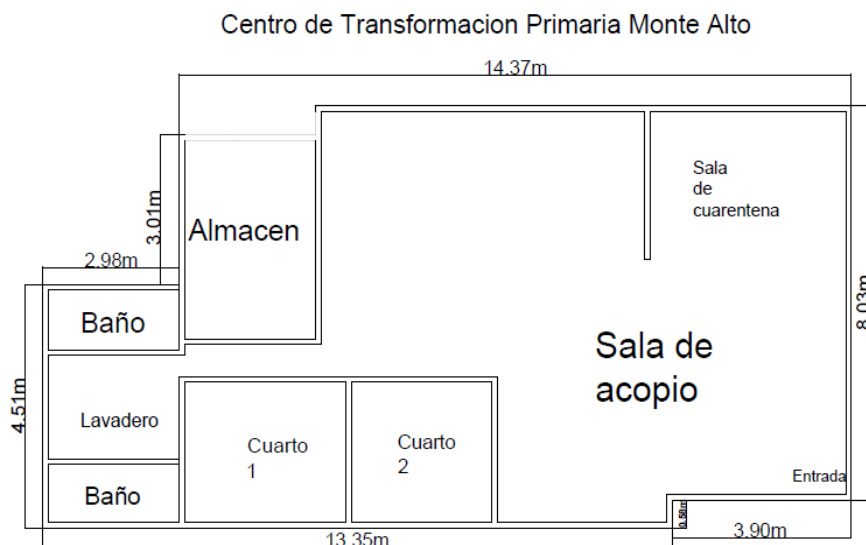 Centro de Transformacion Primaria Monte Alto
14.37m
Sala
de
cuarentena
3.01m
Almacen
2.98m
8.03m
Baño
Sala de
acopio
4.51m
Lavadero
Cuarto
1
Cuarto
2
Entrada
Baño
0.58m
13.35m
3.90m